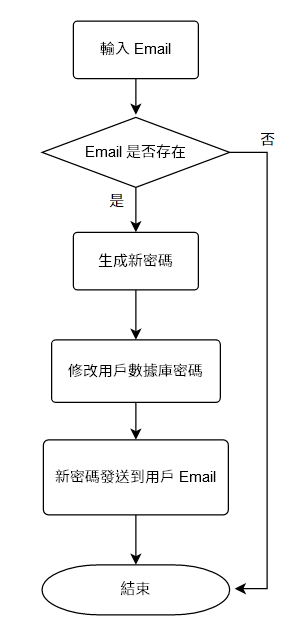 輸入 Email
Email 是否存在
否
是
生成新密碼
修改用戶數據庫密碼
新密碼發送到用戶 Email
結束